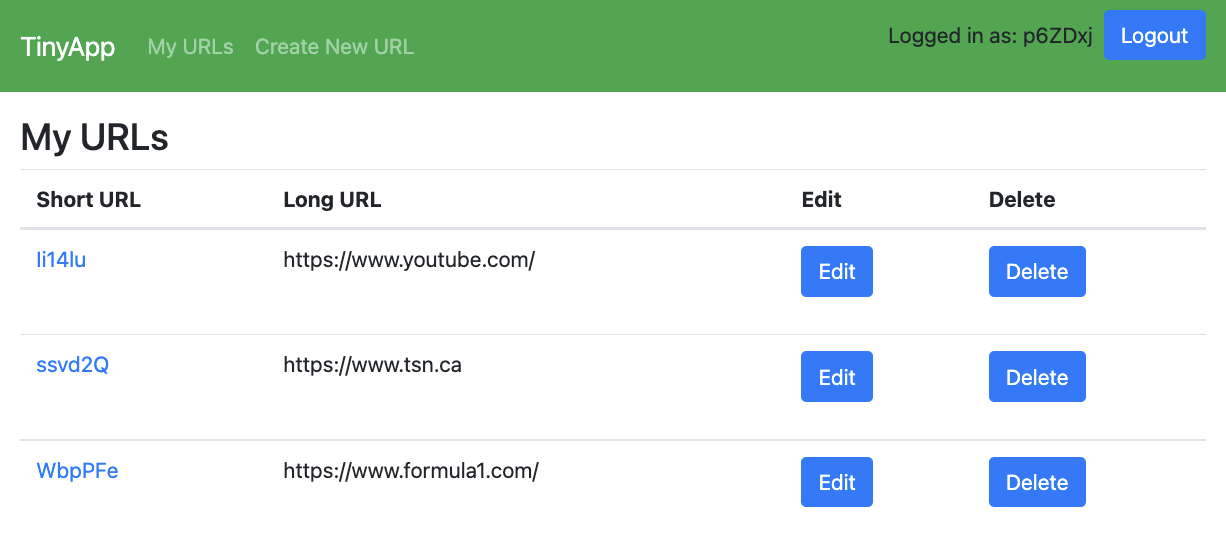 TinyApp My URLs Create New URL Logged in as: p6ZDxj Logout
My URLs
Short URL Long URL Edit Delete
li14lu https://www.youtube.com/ Edit Delete
ssvd2Q https://www.tsn.ca Edit Delete
WbpPFe https://www.formula1.com/ Edit Delete